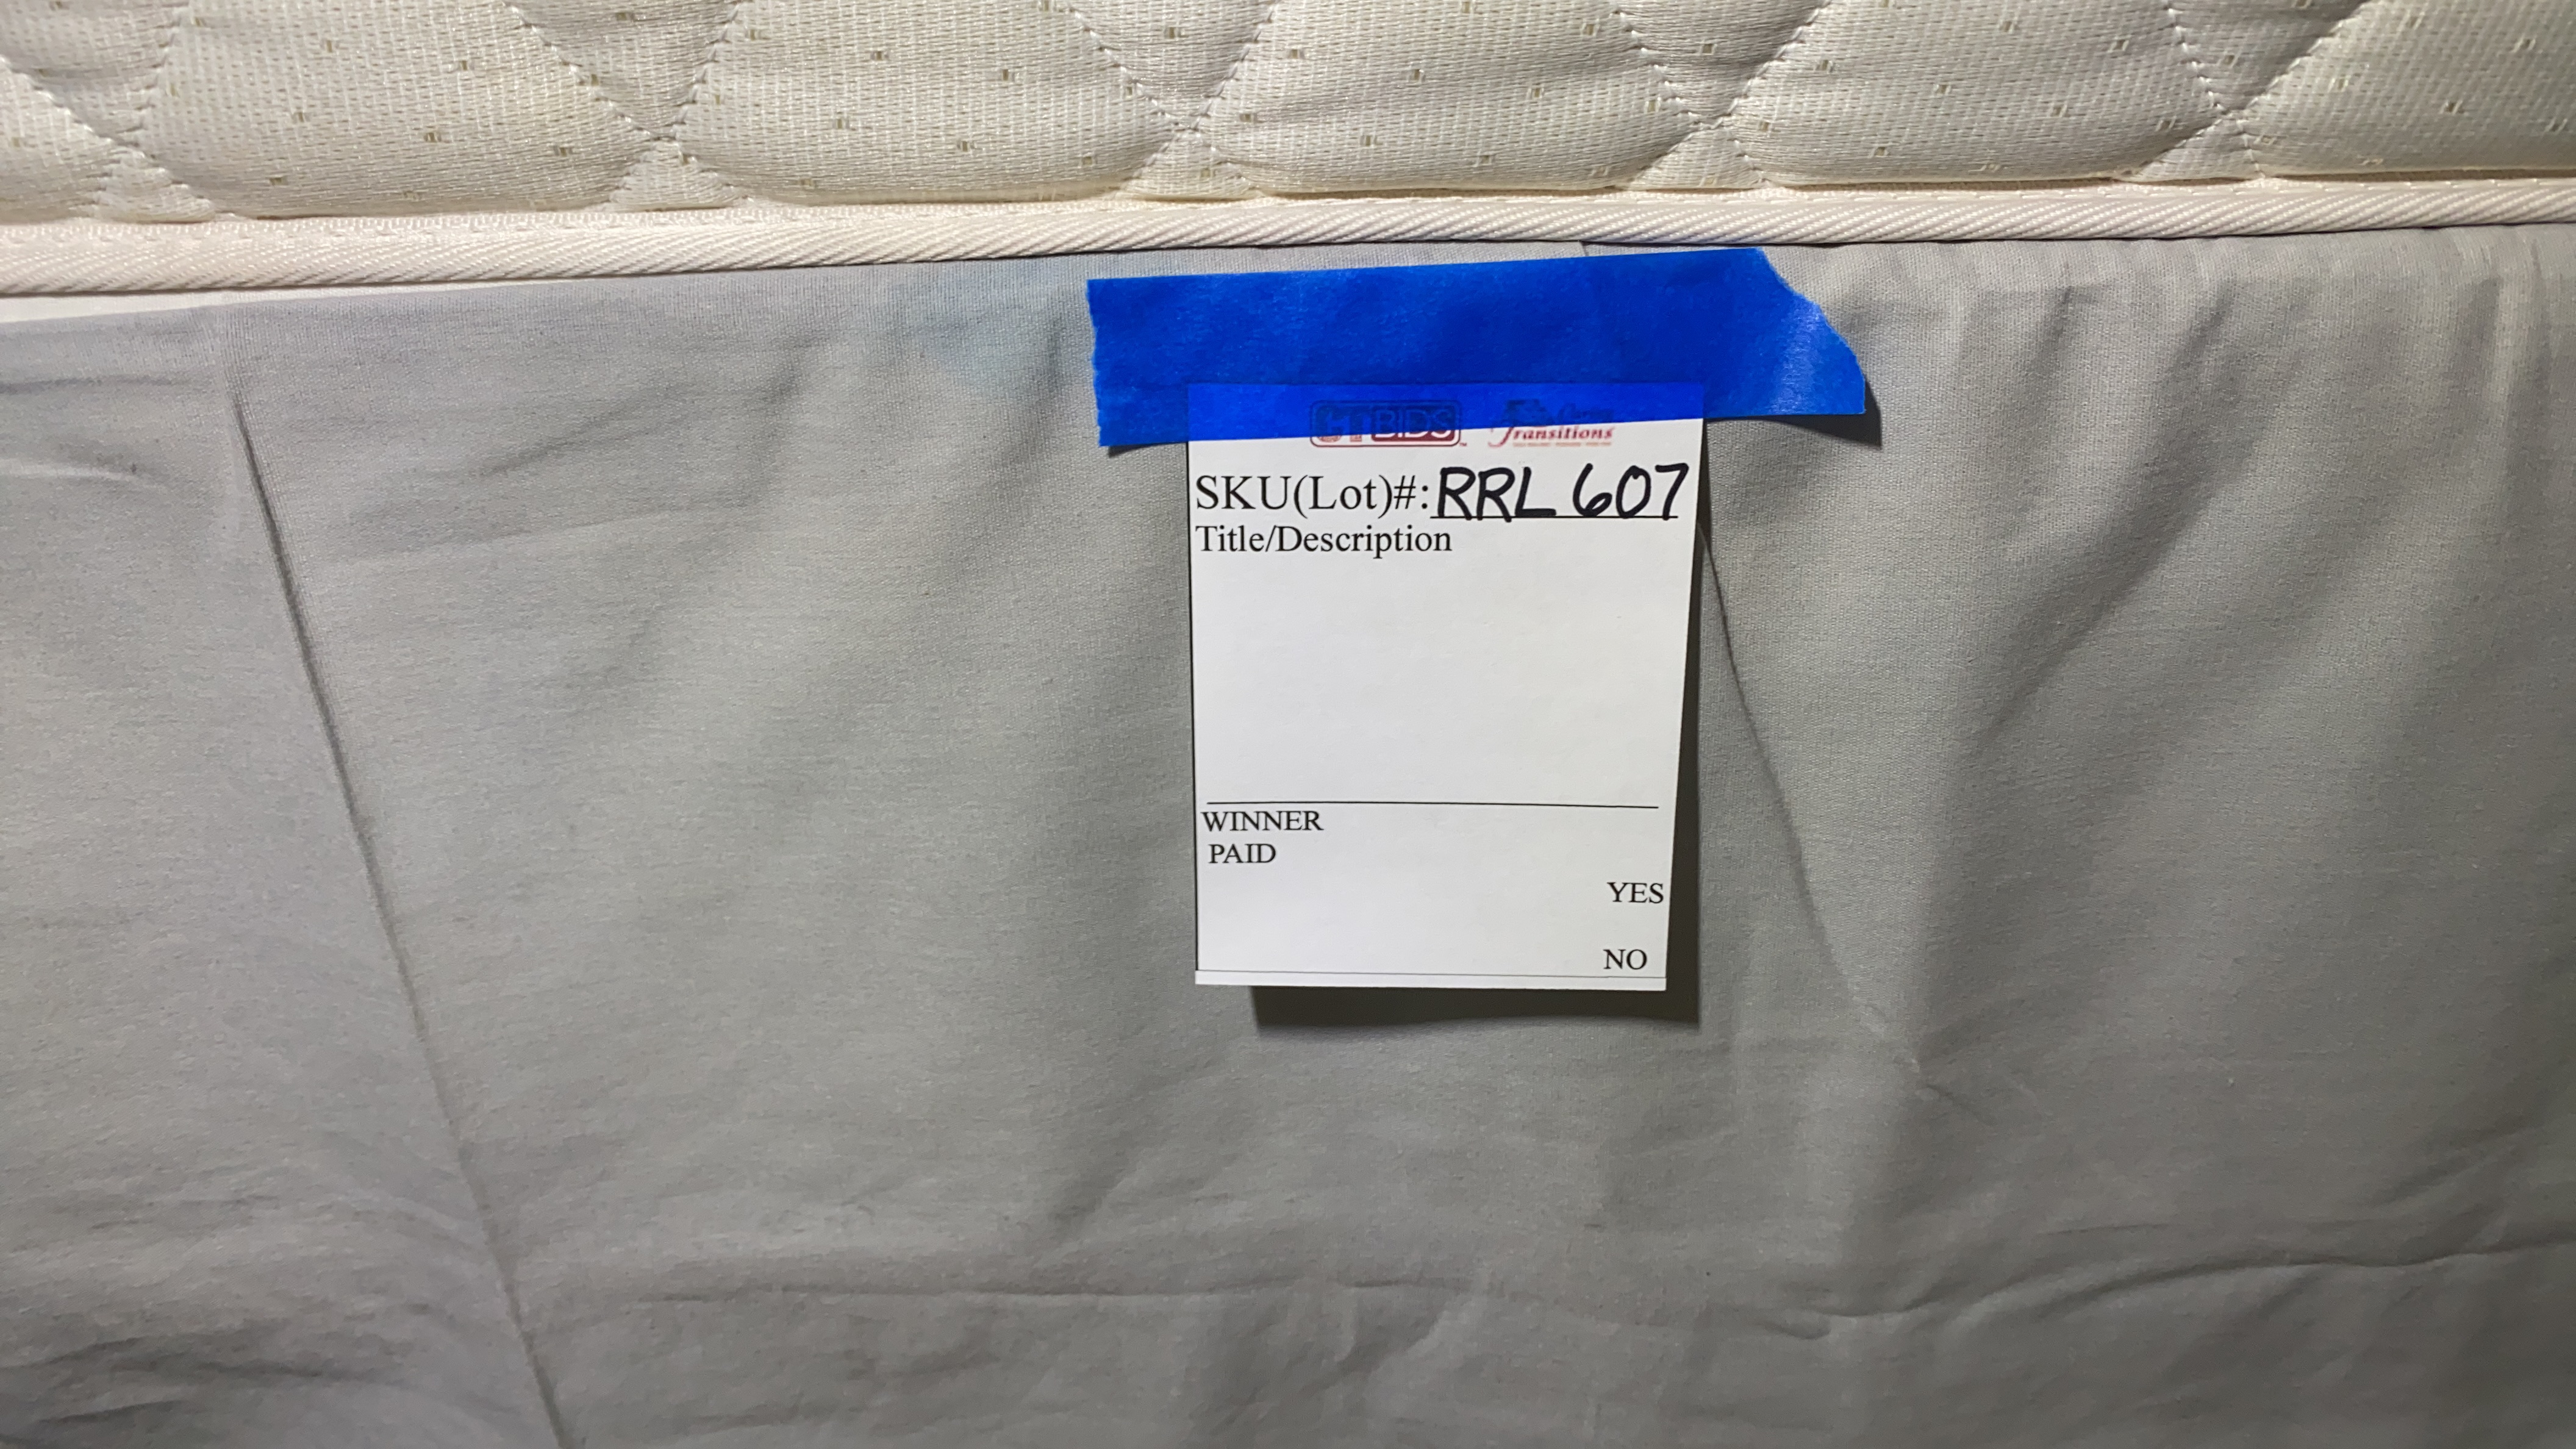 CTBIDS
Transitions
SKU(Lot)#: RRL 607
Title/Description
WINNER
PAID
YES
NO